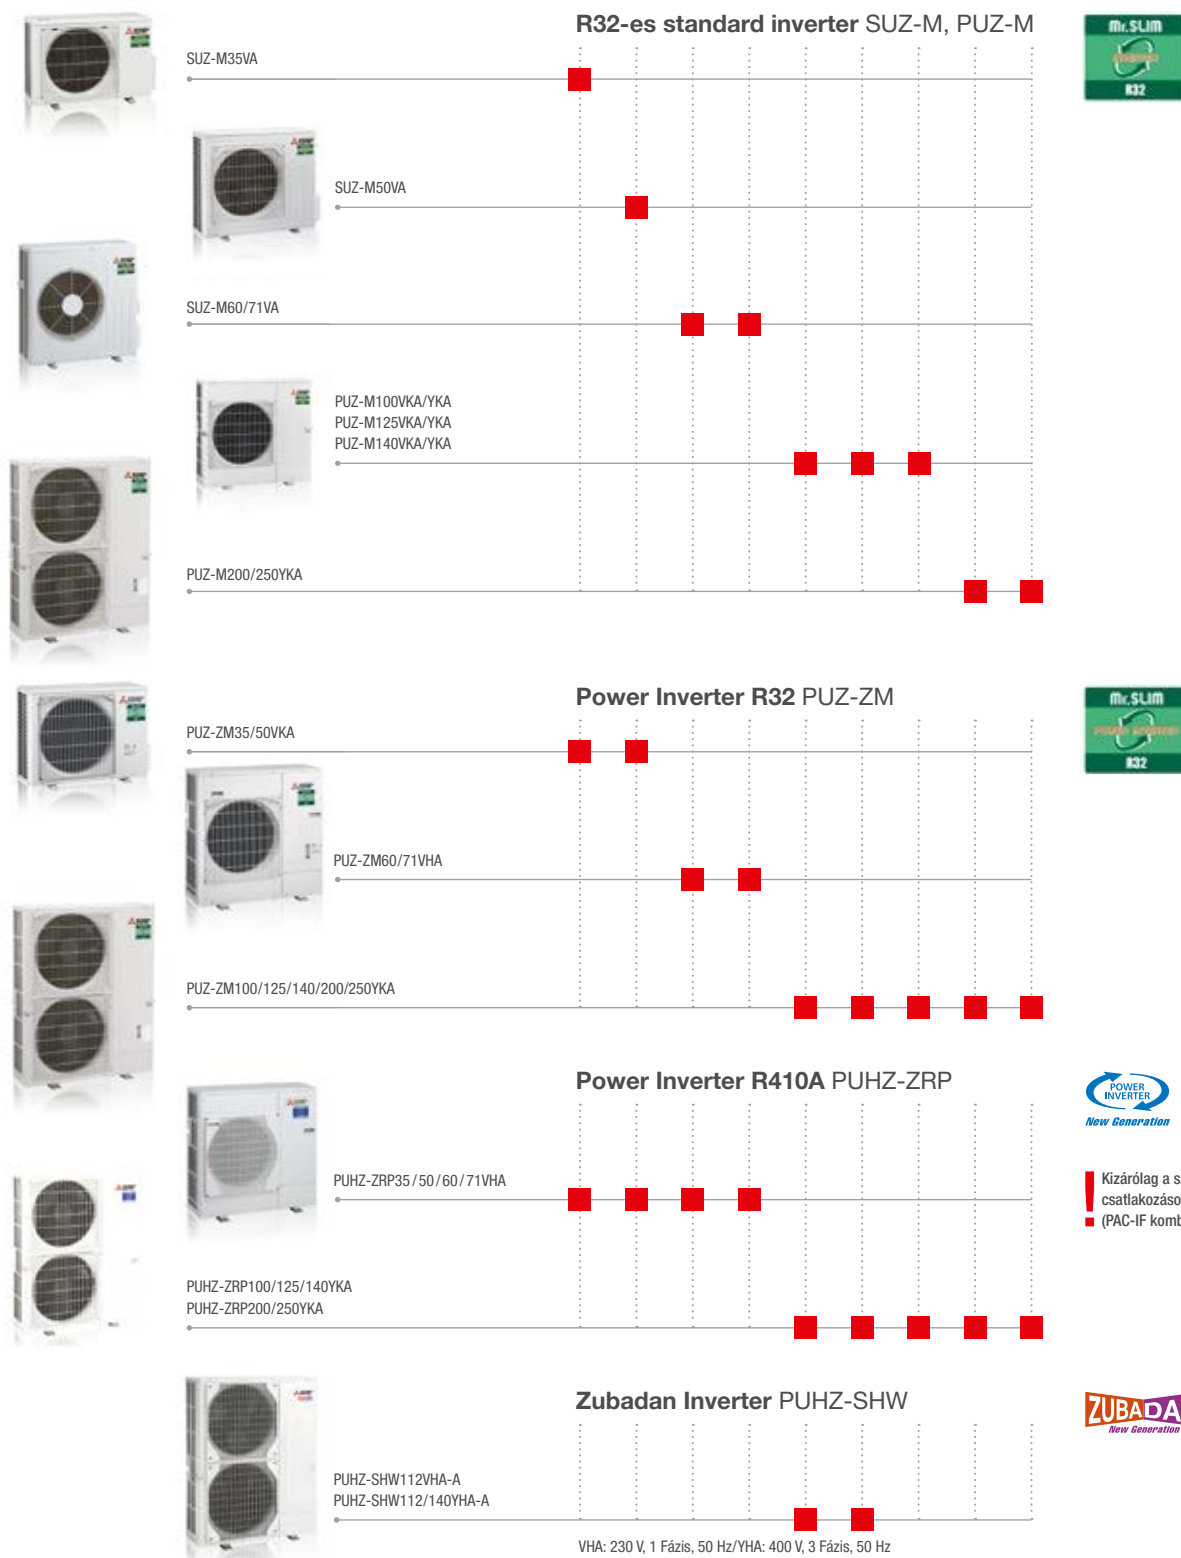 R32-es standard inverter SUZ-M, PUZ-M
Mr.SLIM
INVERTER
R32
SUZ-M35VA
SUZ-M50VA
SUZ-M60/71VA
PUZ-M100VKA/YKA
PUZ-M125VKA/YKA
PUZ-M140VKA/YKA
PUZ-M200/250YKA
Power Inverter R32 PUZ-ZM
Mr.SLIM
POWER INVERTER
R32
PUZ-ZM35/50VKA
PUZ-ZM60/71VHA
PUZ-ZM100/125/140/200/250YKA
Power Inverter R410A PUHZ-ZRP
POWER
INVERTER
New Generation
PUHZ-ZRP35/50/60/71VHA
Kizárólag a s
csatlakozáso
(PAC-IF komb
PUHZ-ZRP100/125/140YKA
PUHZ-ZRP200/250YKA
Zubadan Inverter PUHZ-SHW
ZUBADA
New Generation
PUHZ-SHW112VHA-A
PUHZ-SHW112/140YHA-A
VHA: 230 V, 1 Fázis, 50 Hz/YHA: 400 V, 3 Fázis, 50 Hz